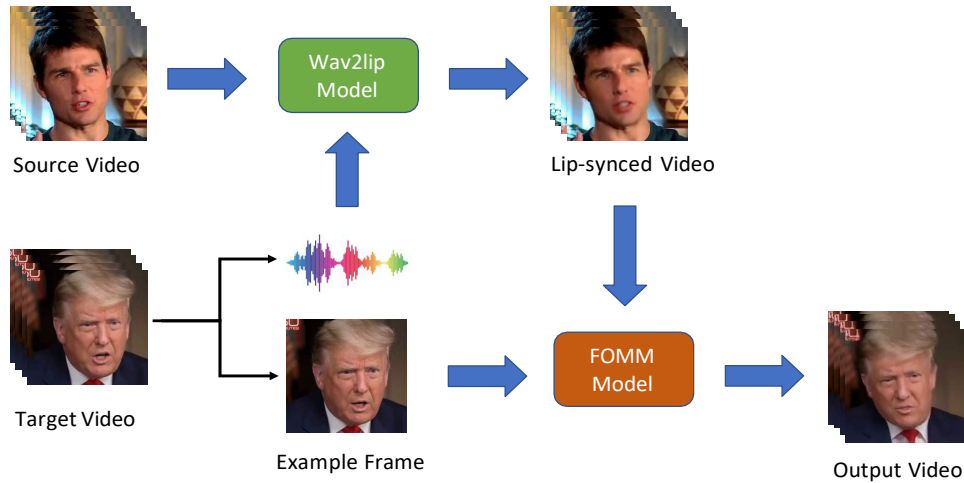 Wav2lip
Model
Source Video
Lip-synced Video
FOMM
Model
Target Video
Example Frame
Output Video